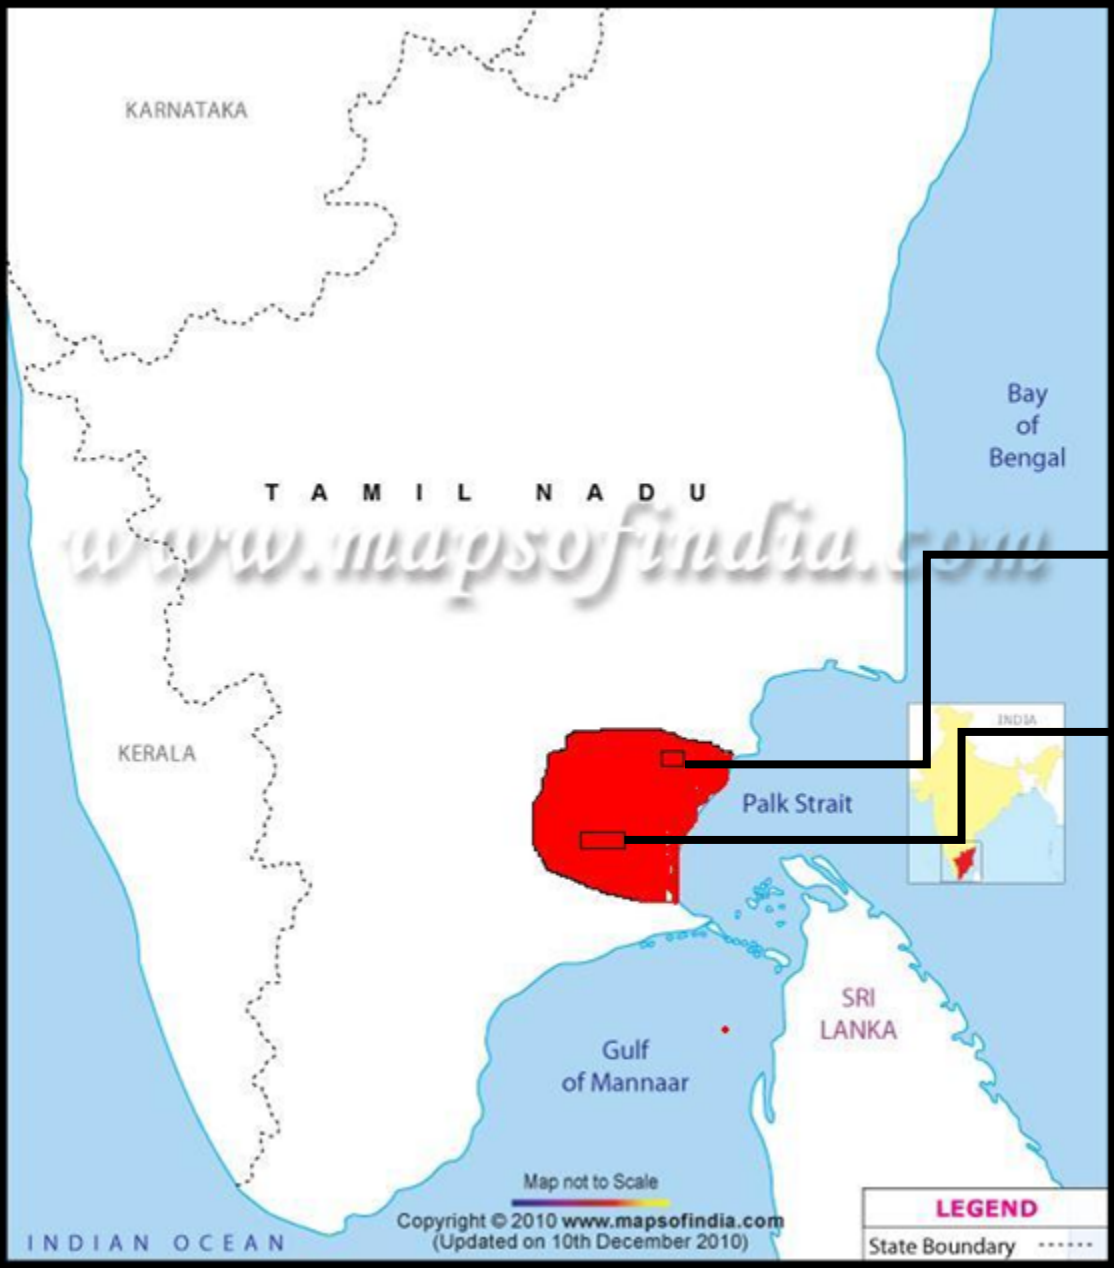 KARNATAKA
Bay
of
Bengal
TAMIL NADU
www.mapsofindia.com
INDIA
KERALA
Palk Strait
SRI
LANKA
Gulf
of Mannaar
Map not to Scale
Copyright © 2010 www.mapsofindia.com
(Updated on 10th December 2010)
LEGEND
State Boundary
INDIAN OCEAN